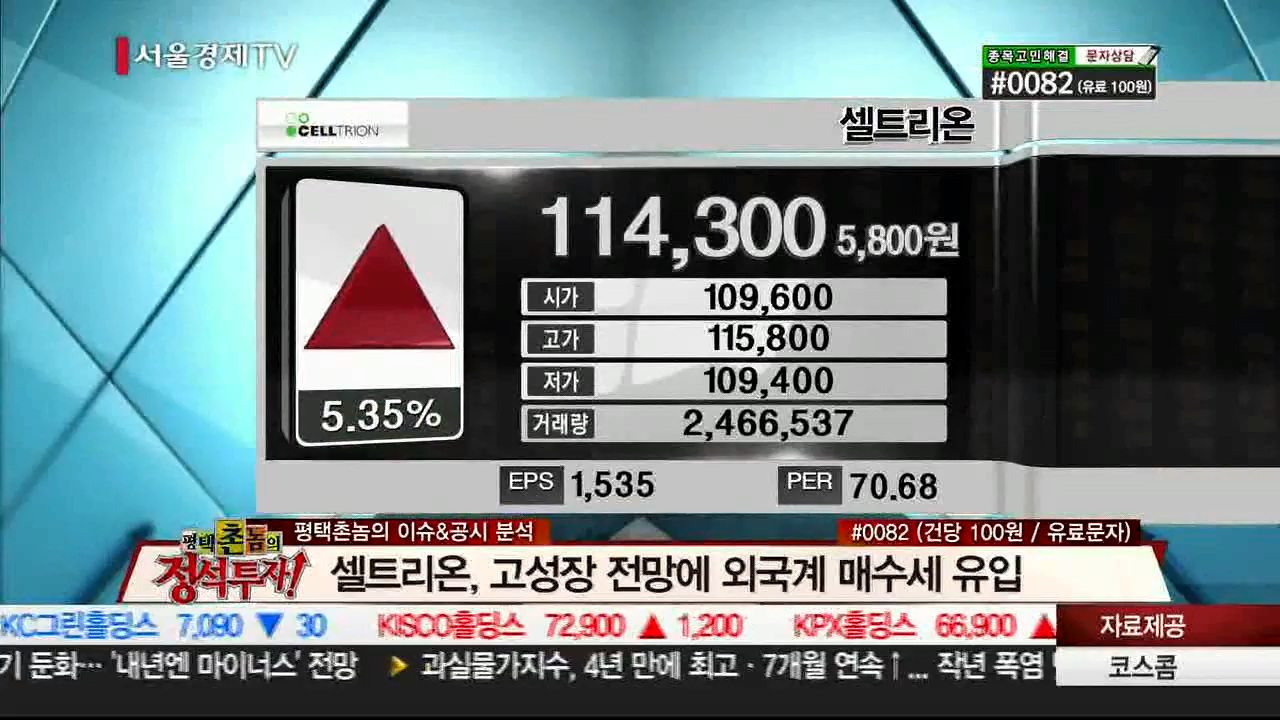 서울경제TV
종목고민해결 문자상담
#0082 (유료 100원)
CELLTRION
셀트리온
114,300 5,800원
시가 109,600
고가 115,800
저가 109,400
5.35%
거래량 2,466,537
EPS 1,535 PER 70.68
평택촌놈의 정석투자!
평택촌놈의 이슈&공시 분석
#0082 (건당 100원 / 유료문자)
셀트리온, 고성장 전망에 외국계 매수세 유입
KC그린홀딩스 7,090 ▼ 30 KISCO홀딩스 72,900 ▲ 1,200 KPX홀딩스 66,900 ▲
자료제공
기 둔화… '내년엔 마이너스' 전망 ▶ 과실물가지수, 4년 만에 최고·7개월 연속↑... 작년 폭염
코스콤